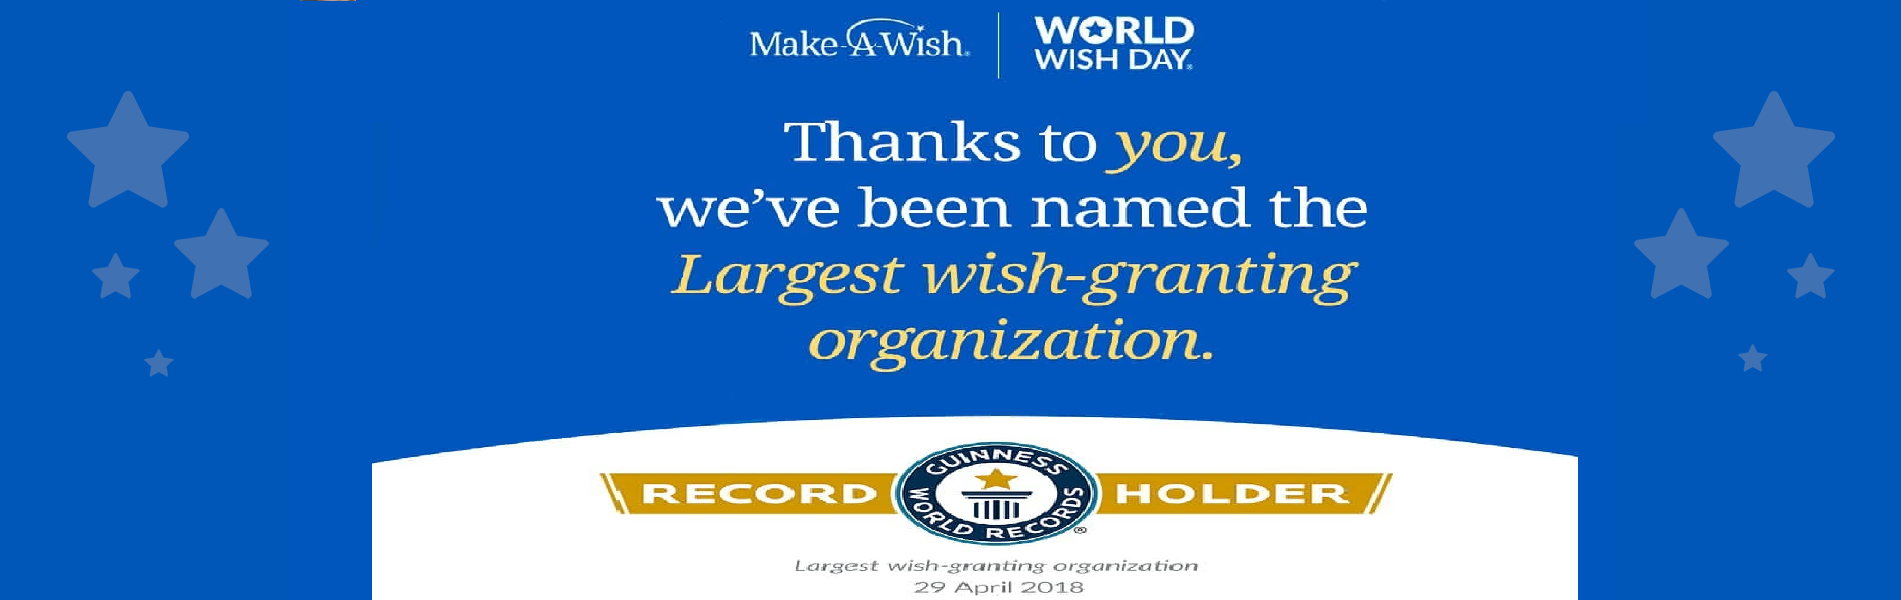 Make-A-Wish®
WORLD
WISH DAY®
Thanks to you,
we've been named the
Largest wish-granting
organization.
RECORD HOLDER
GUINNESS
WORLD RECORDS
®
Largest wish-granting organization
29 April 2018